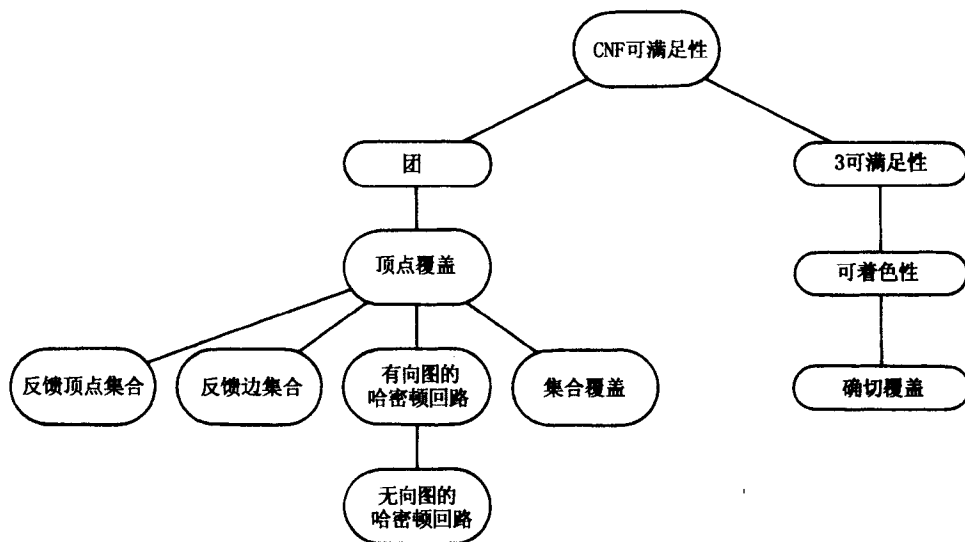 CNF可满足性
团
3可满足性
顶点覆盖
可着色性
反馈顶点集合
反馈边集合
有向图的
哈密顿回路
集合覆盖
确切覆盖
无向图的
哈密顿回路